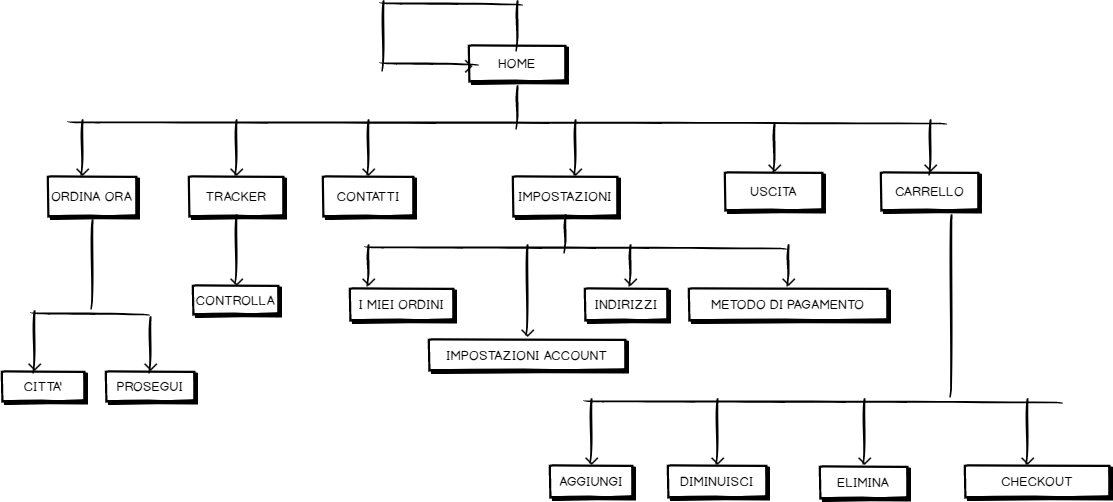 HOME
ORDINA ORA
TRACKER
CONTATTI
IMPOSTAZIONI
USCITA
CARRELLO
CONTROLLA
I MIEI ORDINI
INDIRIZZI
METODO DI PAGAMENTO
IMPOSTAZIONI ACCOUNT
CITTA'
PROSEGUI
AGGIUNGI
DIMINUISCI
ELIMINA
CHECKOUT